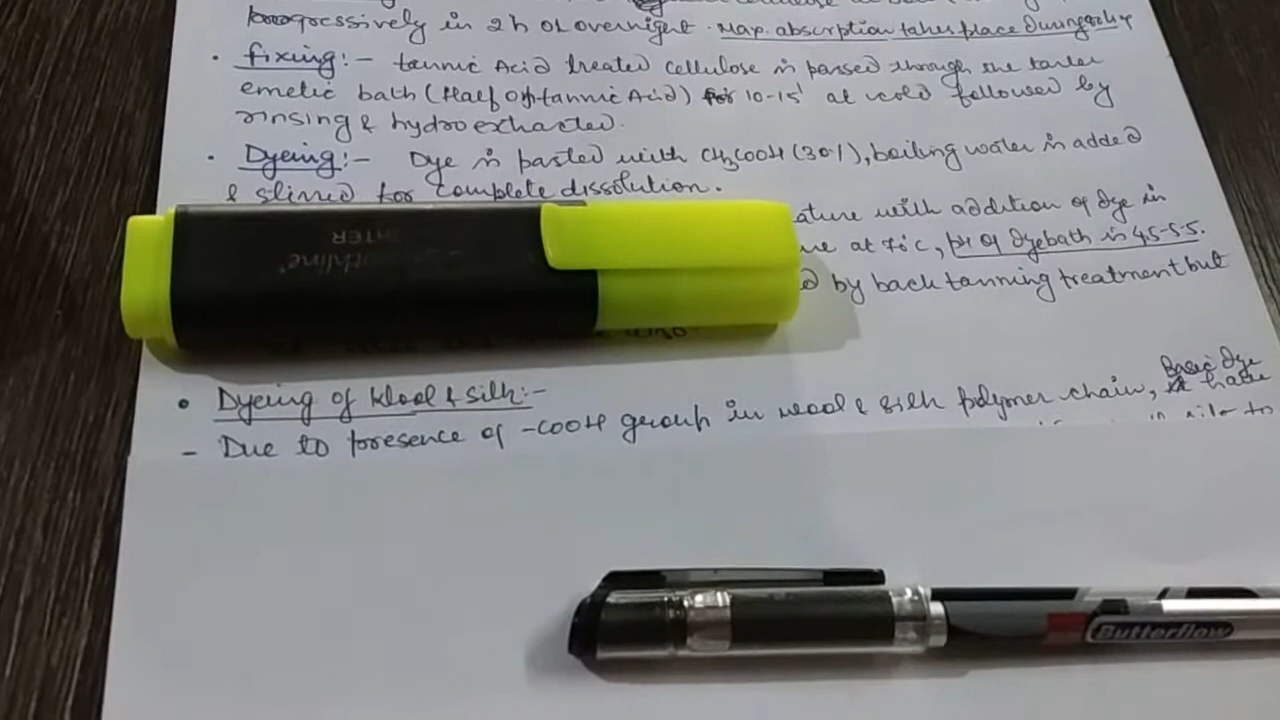 progressively in 2h or overnight. Max. absorption takes place during
• fixing:- tannic Acid treated cellulose is passed through the tarter
emetic bath (Half of tannic Acid) for 10-15' at cold followed by
rinsing & hydroextracted.
• Dyeing:- Dye is pasted with CH3COOH (30%), boiling water is added
& stirred for complete dissolution.
ature with addition of dye in
at 70°c, pH of dyebath is 4.5-5.5.
by backtanning treatment but
• Dyeing of Wool & silk:-
- Due to presence of -COOH group in wool & silk polymer chain, Basic Dye have
Butterflow